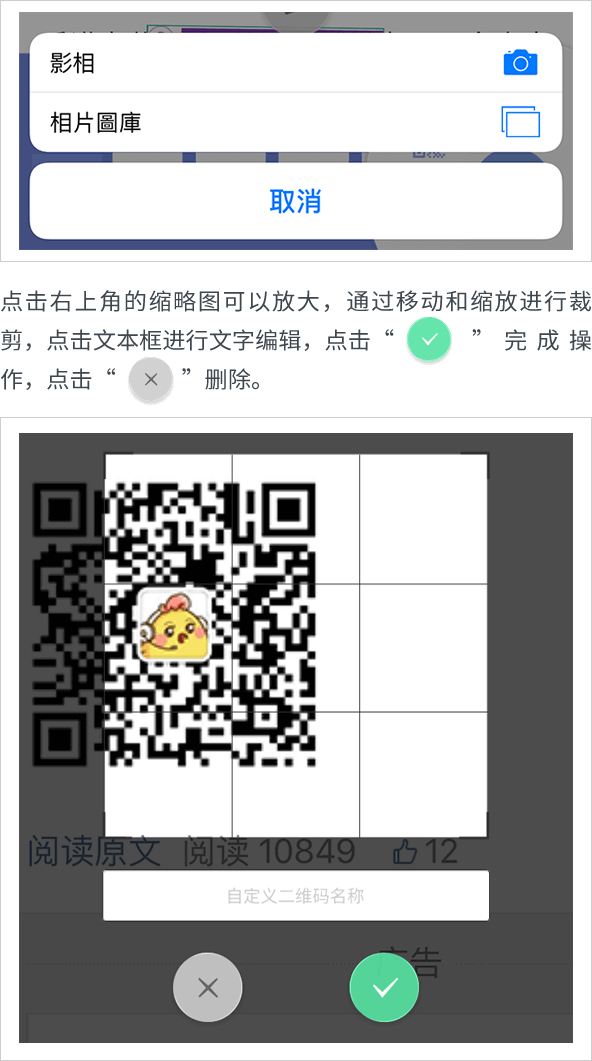 影相
相片圖庫
取消
点击右上角的缩略图可以放大，通过移动和缩放进行裁
剪，点击文本框进行文字编辑，点击“ ” 完成操
作，点击“ ”删除。
阅读原文 阅读 10849 12
自定义二维码名称
广告